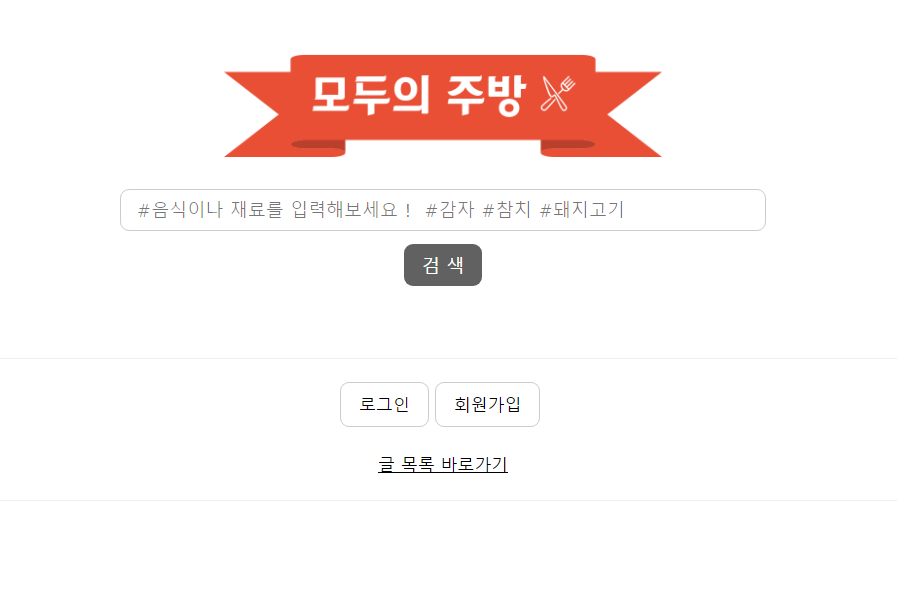 모두의 주방
#음식이나 재료를 입력해보세요 ! #감자 #참치 #돼지고기
검 색
로그인 회원가입
글 목록 바로가기